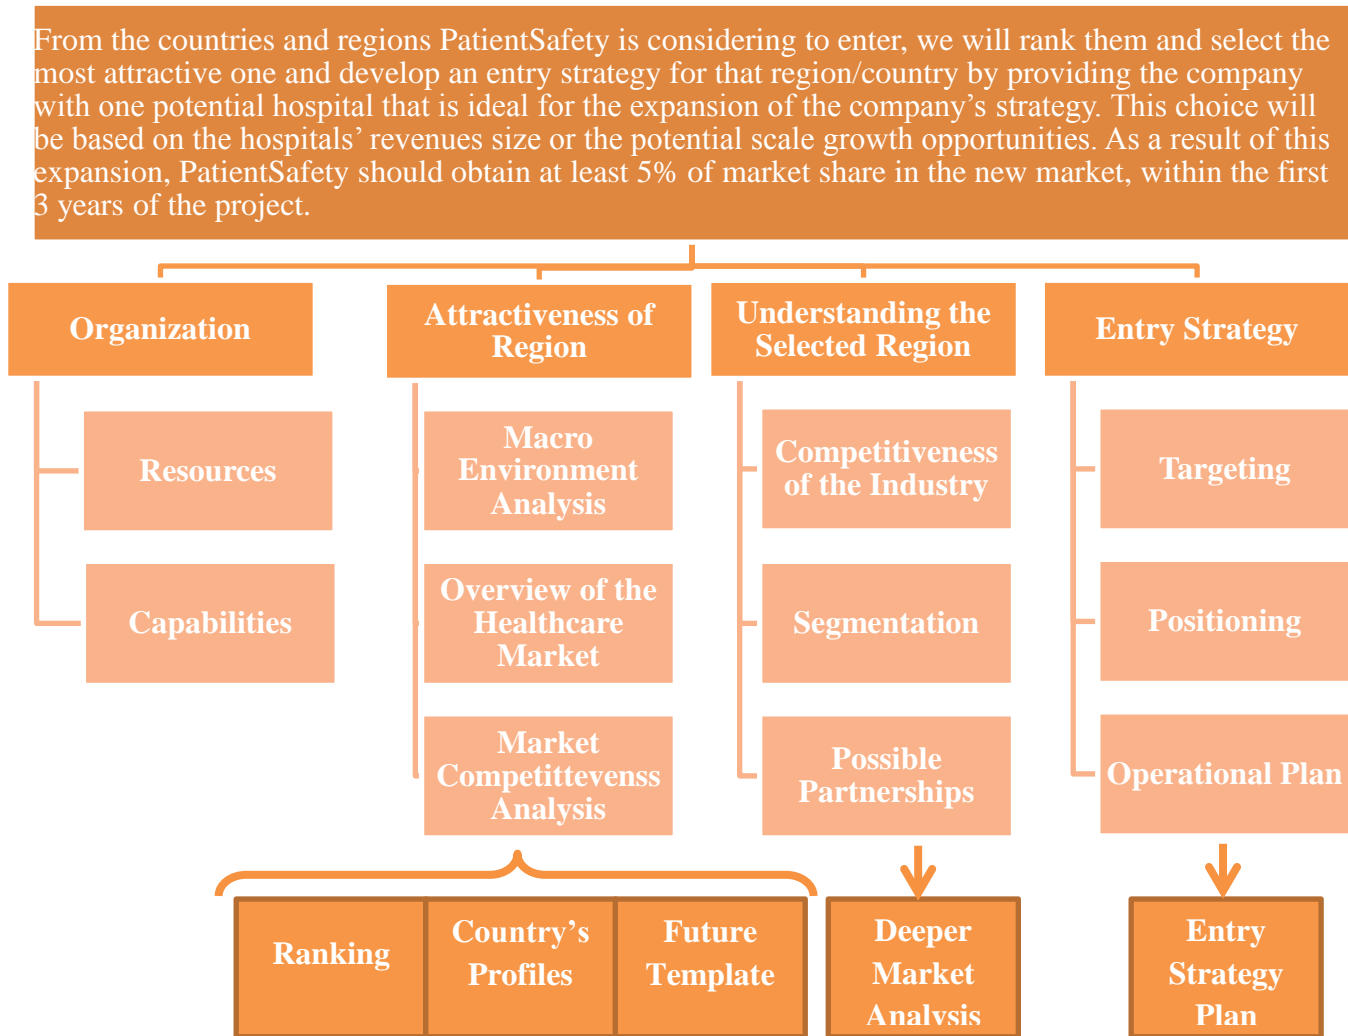 From the countries and regions PatientSafety is considering to enter, we will rank them and select the
most attractive one and develop an entry strategy for that region/country by providing the company
with one potential hospital that is ideal for the expansion of the company’s strategy. This choice will
be based on the hospitals’ revenues size or the potential scale growth opportunities. As a result of this
expansion, PatientSafety should obtain at least 5% of market share in the new market, within the first
3 years of the project.
Organization
Resources
Capabilities
Attractiveness of
Region
Macro
Environment
Analysis
Overview of the
Healthcare
Market
Market
Competittevenss
Analysis
Understanding the
Selected Region
Competitiveness
of the Industry
Segmentation
Possible
Partnerships
Entry Strategy
Targeting
Positioning
Operational Plan
Ranking
Country’s
Profiles
Future
Template
Deeper
Market
Analysis
Entry
Strategy
Plan